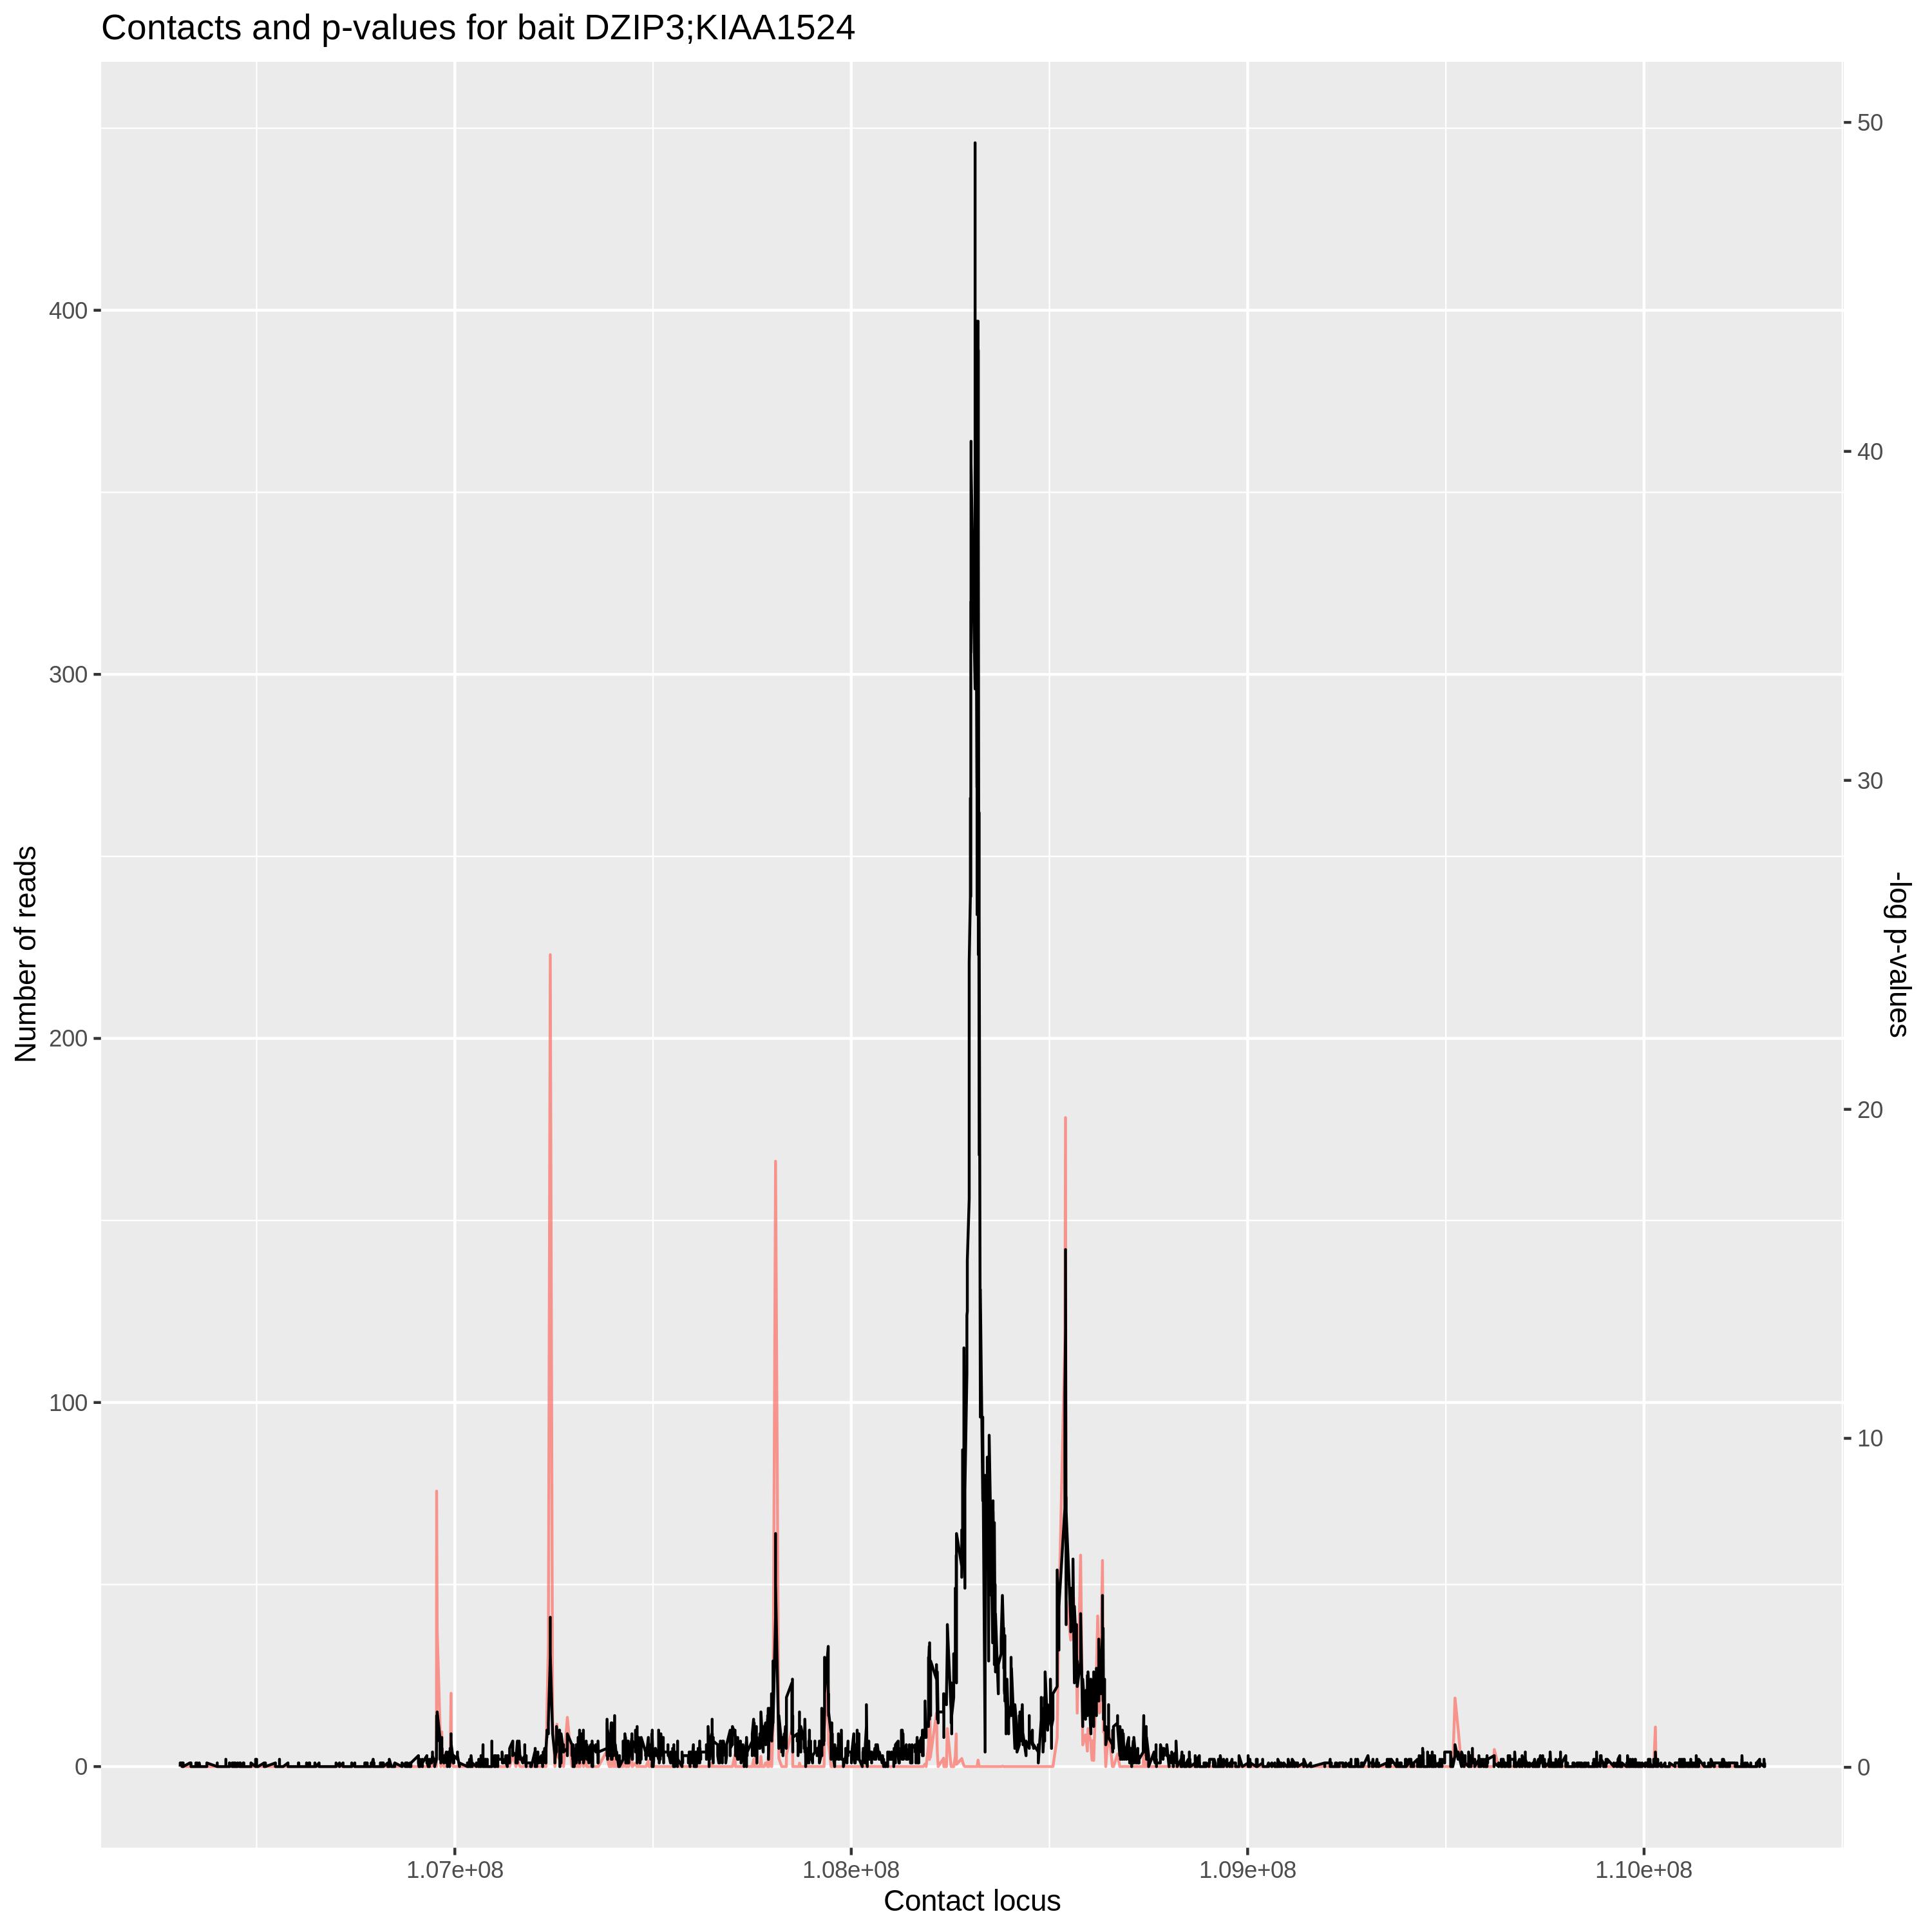 Contacts and p-values for bait DZIP3;KIAA1524
Number of reads
400
300
200
100
0
50
40
30
20
10
0
-log p-values
1.07e+08
1.08e+08
1.09e+08
1.10e+08
Contact locus